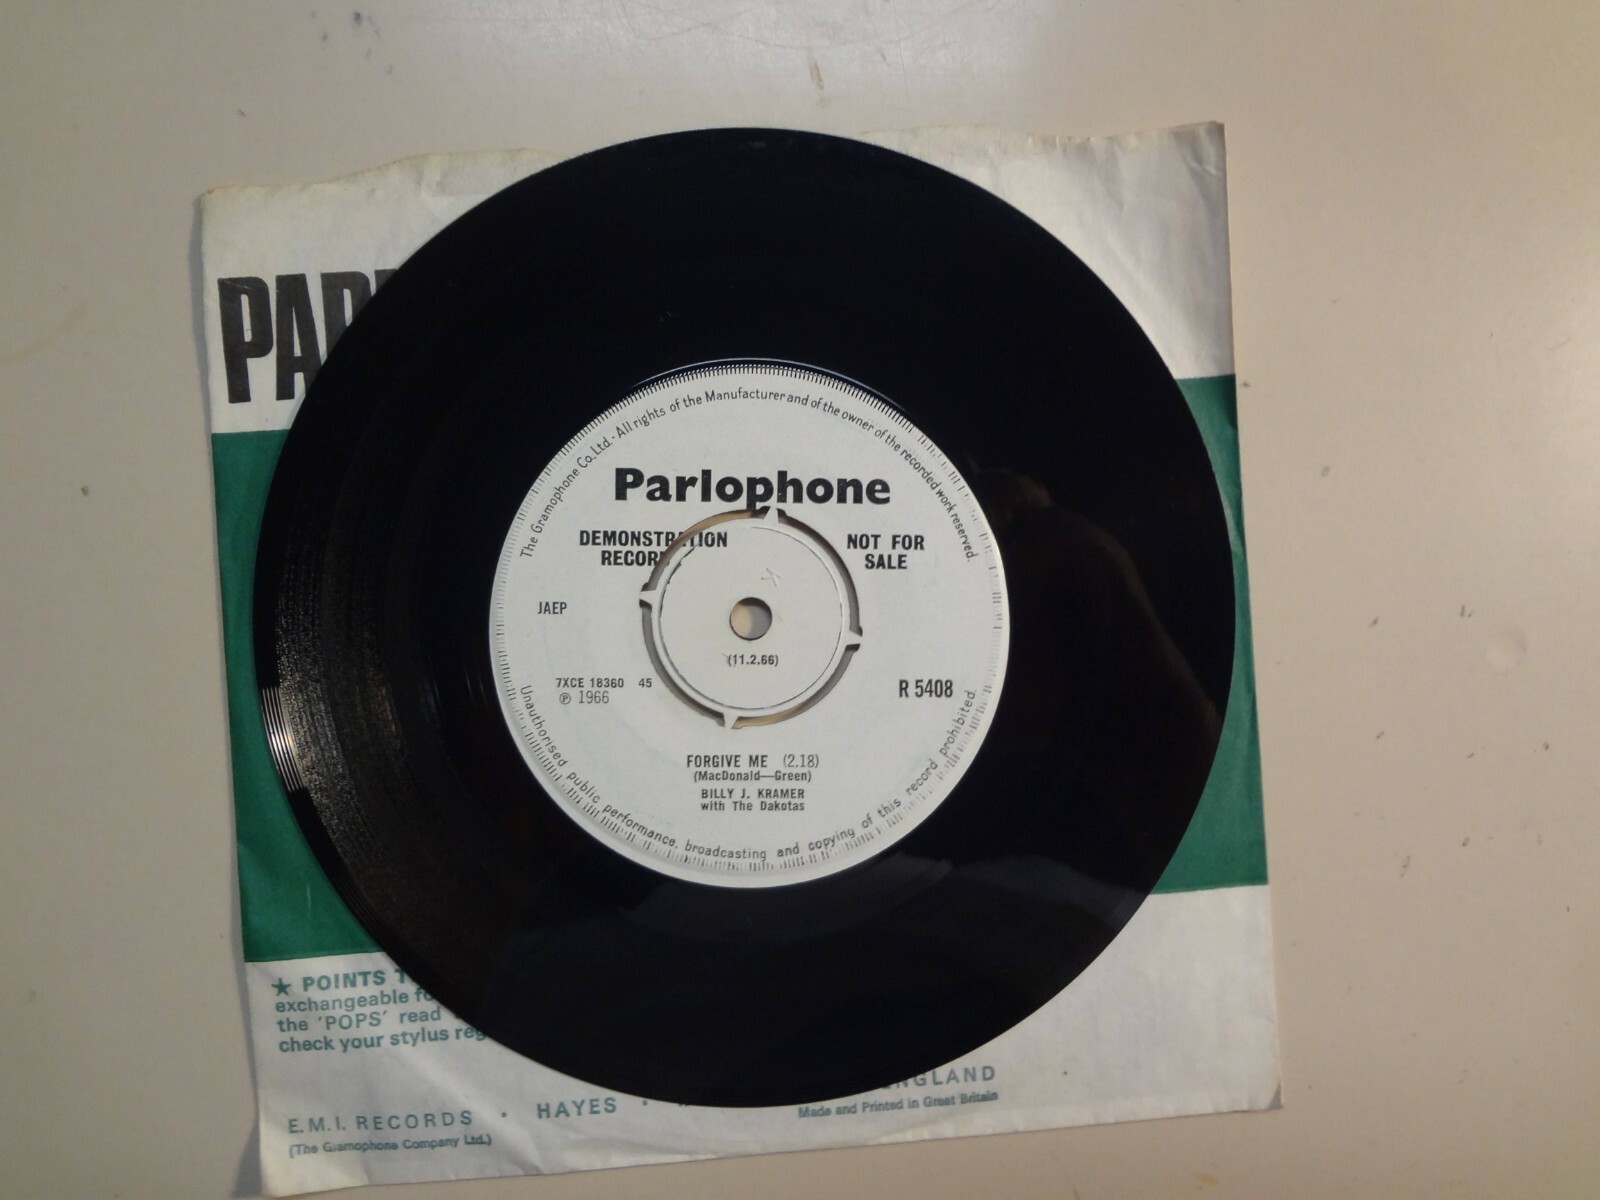 The Gramophone Co. Ltd. · All rights of the Manufacturer and of the owner of the recorded work reserved.
Parlophone
DEMONSTRATION
RECOR
NOT FOR
SALE
JAEP
(11.2.66)
7XCE 18360 45
℗ 1966
R 5408
FORGIVE ME (2.18)
(MacDonald—Green)
BILLY J. KRAMER
with The Dakotas
Unauthorised public performance, broadcasting and copying of this record prohibited.
PAR
★ POINTS T
exchangeable fo
the 'POPS' read
check your stylus reg
E.M.I. RECORDS · HAYES · ENGLAND
(The Gramophone Company Ltd.)
Made and Printed in Great Britain